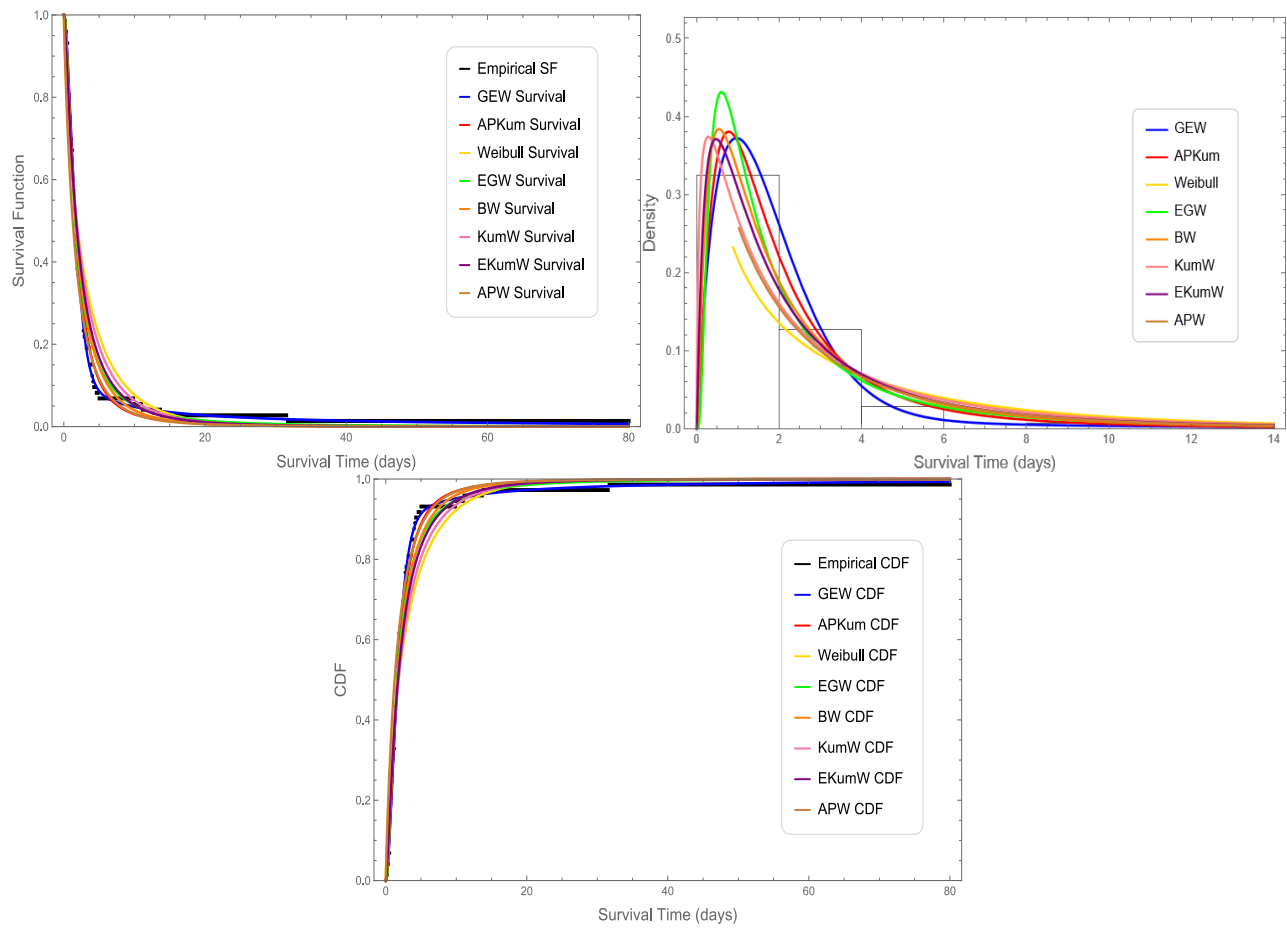 1.0
0.8
0.6
0.4
0.2
0.0
Survival Function
0 20 40 60 80
Survival Time (days)
Empirical SF
GEW Survival
APKum Survival
Weibull Survival
EGW Survival
BW Survival
KumW Survival
EKumW Survival
APW Survival
0.5
0.4
0.3
0.2
0.1
0.0
Density
0 2 4 6 8 10 12 14
Survival Time (days)
GEW
APKum
Weibull
EGW
BW
KumW
EKumW
APW
1.0
0.8
0.6
0.4
0.2
0.0
CDF
0 20 40 60 80
Survival Time (days)
Empirical CDF
GEW CDF
APKum CDF
Weibull CDF
EGW CDF
BW CDF
KumW CDF
EKumW CDF
APW CDF